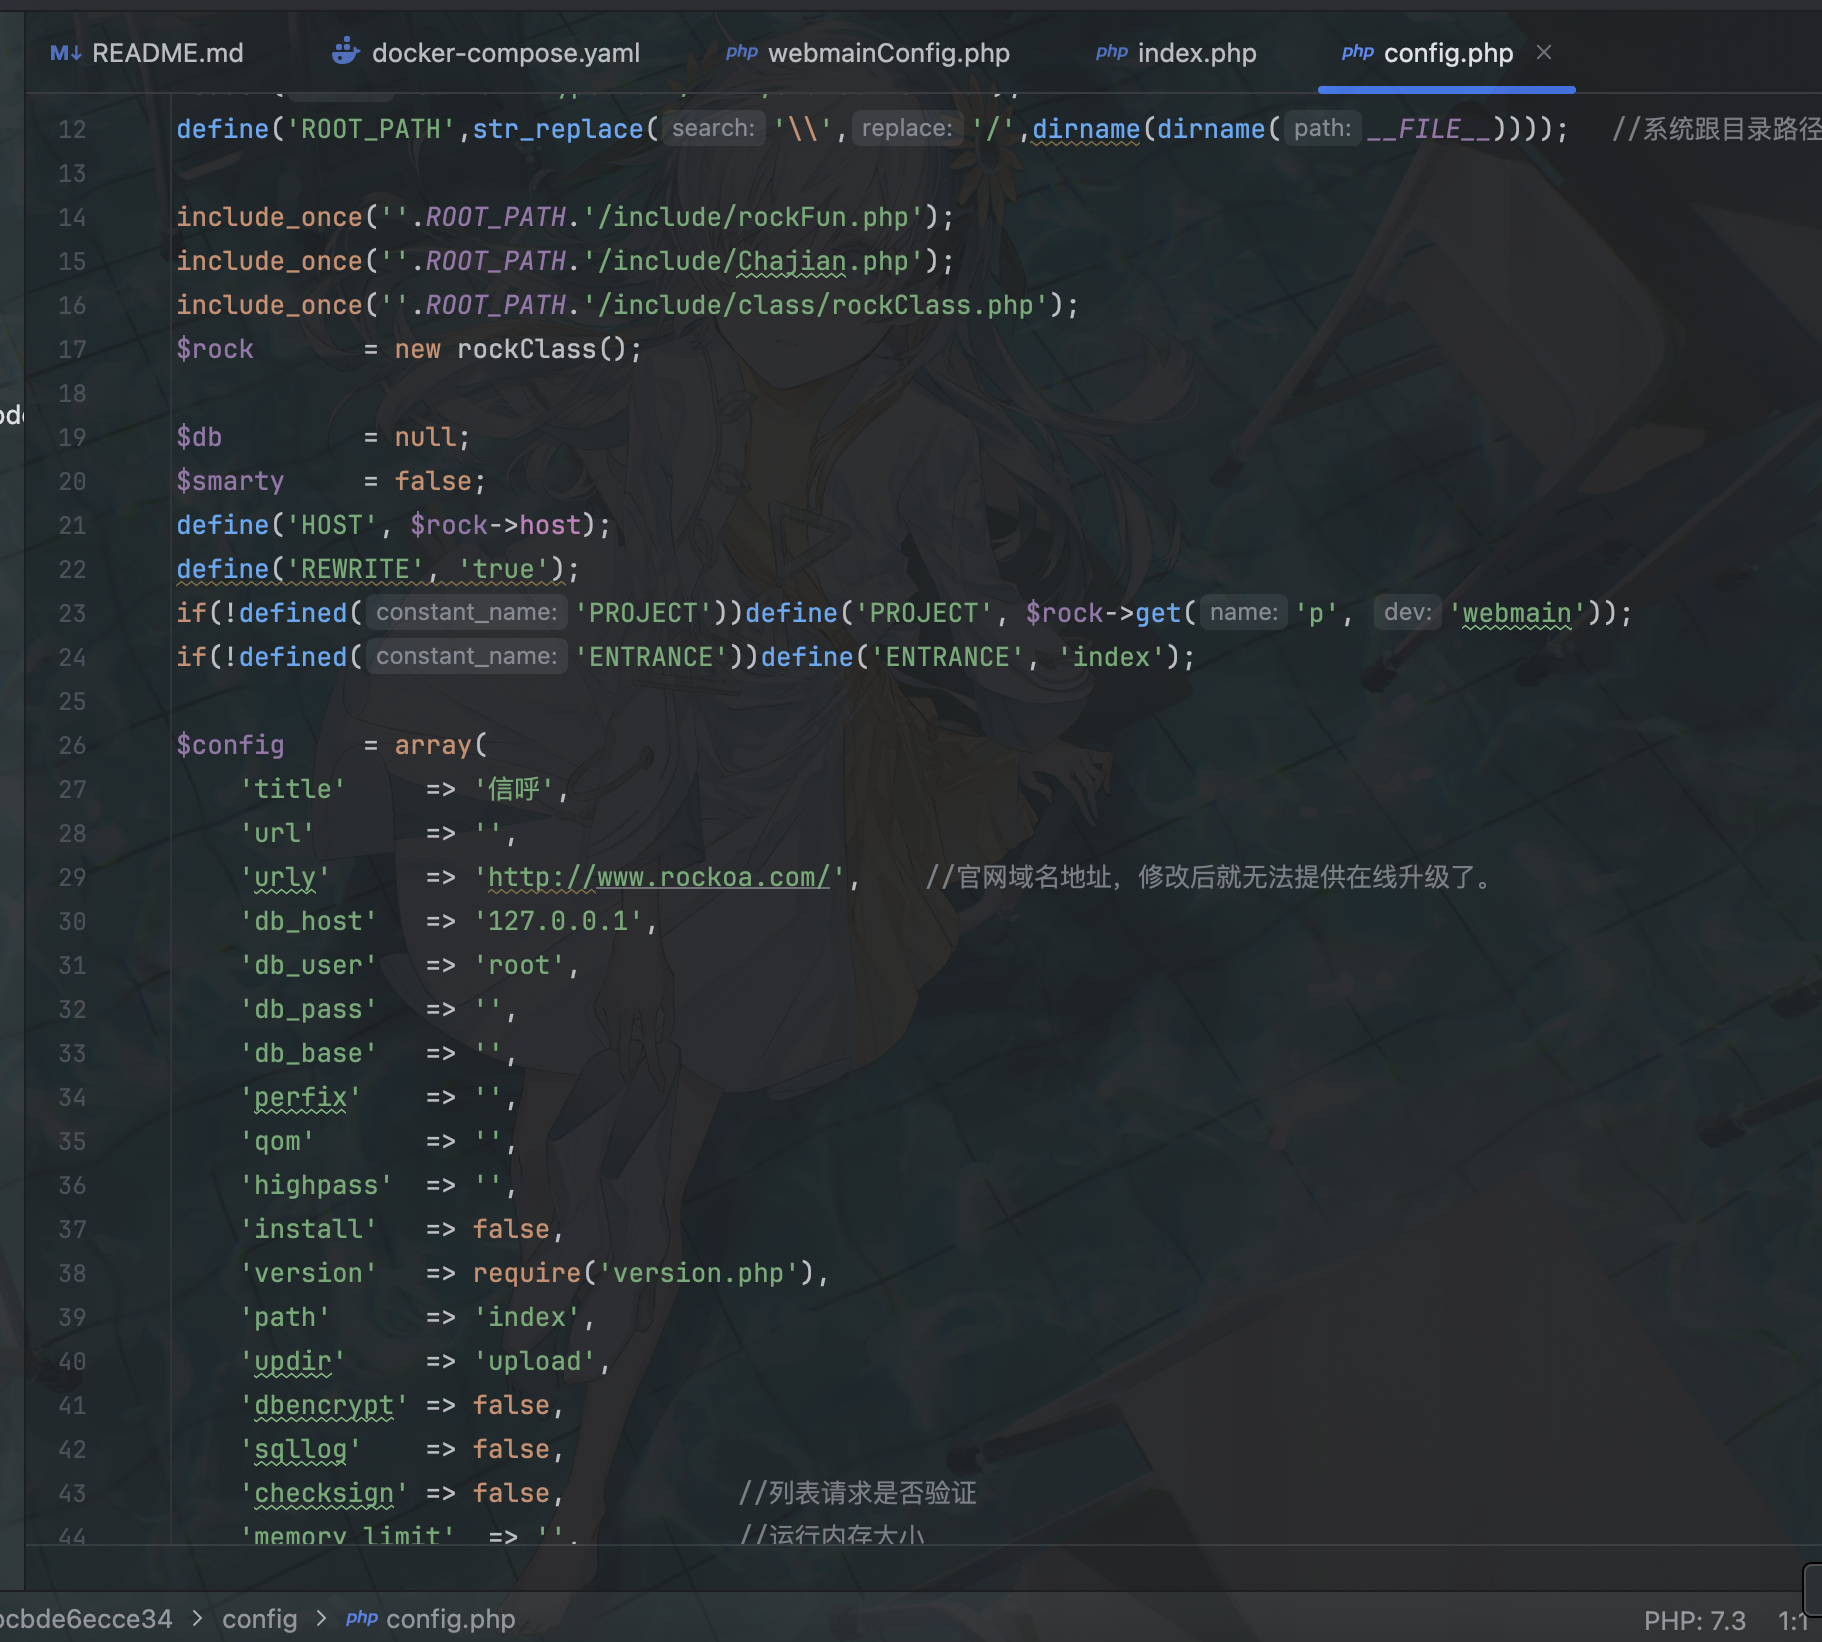 README.md docker-compose.yaml php webmainConfig.php php index.php php config.php
12 define('ROOT_PATH',str_replace( search: '\\', replace: '/',dirname(dirname( path: __FILE__)))); //系统跟目录路径
13
14 include_once(''.ROOT_PATH.'/include/rockFun.php');
15 include_once(''.ROOT_PATH.'/include/Chajian.php');
16 include_once(''.ROOT_PATH.'/include/class/rockClass.php');
17 $rock = new rockClass();
18
19 $db = null;
20 $smarty = false;
21 define('HOST', $rock->host);
22 define('REWRITE', 'true');
23 if(!defined( constant_name: 'PROJECT'))define('PROJECT', $rock->get( name: 'p', dev: 'webmain'));
24 if(!defined( constant_name: 'ENTRANCE'))define('ENTRANCE', 'index');
25
26 $config = array(
27 'title' => '信呼',
28 'url' => '',
29 'urly' => 'http://www.rockoa.com/', //官网域名地址，修改后就无法提供在线升级了。
30 'db_host' => '127.0.0.1',
31 'db_user' => 'root',
32 'db_pass' => '',
33 'db_base' => '',
34 'perfix' => '',
35 'qom' => '',
36 'highpass' => '',
37 'install' => false,
38 'version' => require('version.php'),
39 'path' => 'index',
40 'updir' => 'upload',
41 'dbencrypt' => false,
42 'sqllog' => false,
43 'checksign' => false, //列表请求是否验证
44 'memory_limit' => '', //运行内存大小
cbde6ecce34 > config > php config.php PHP: 7.3 1:1